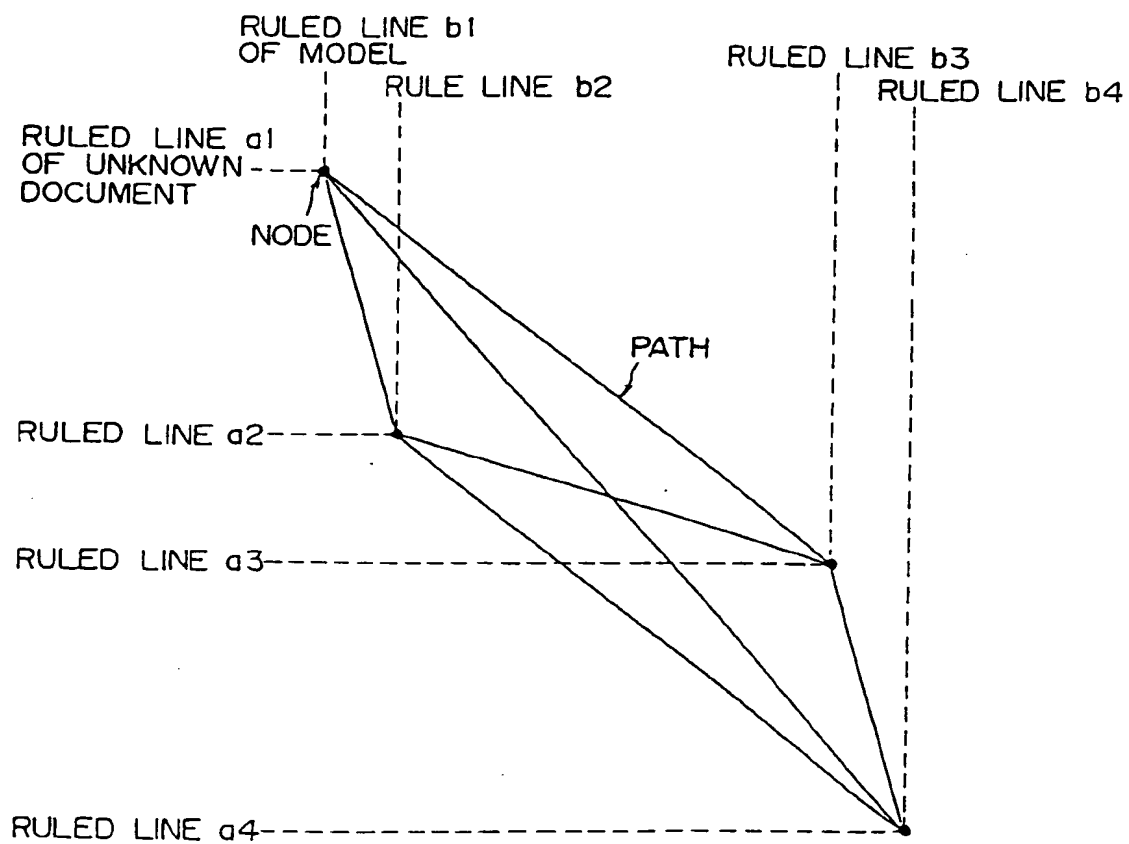 RULED LINE b1
OF MODEL
RULED LINE b3
RULE LINE b2
RULED LINE b4
RULED LINE a1
OF UNKNOWN
DOCUMENT
NODE
PATH
RULED LINE a2
RULED LINE a3
RULED LINE a4